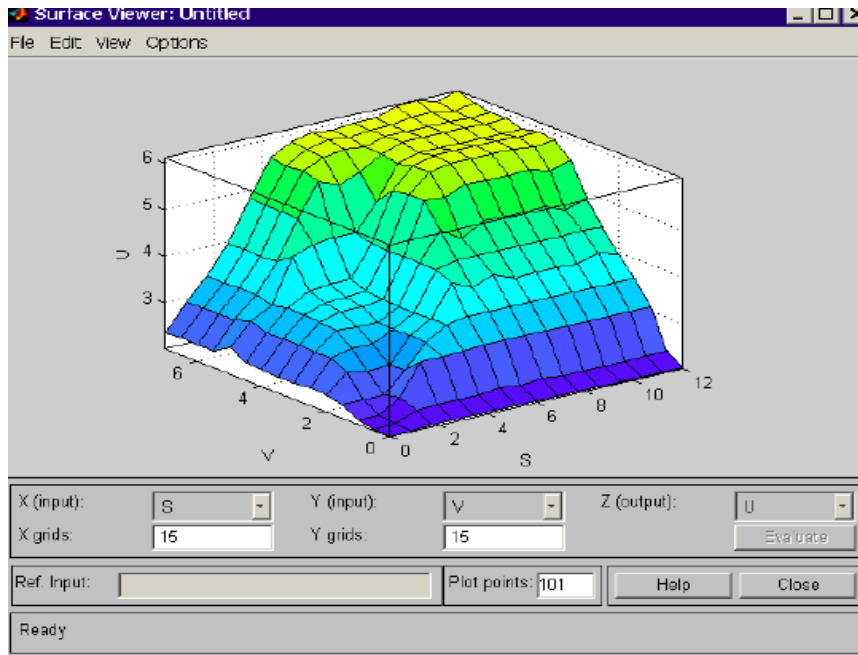 Surface Viewer: Untitled
File Edit View Options
6
5
4
3
U
6
4
2
0
V
0
2
4
6
8
10
12
S
X (input): S Y (input): V Z (output): U
X grids: 15 Y grids: 15 Evaluate
Ref. Input: Plot points: 101 Help Close
Ready